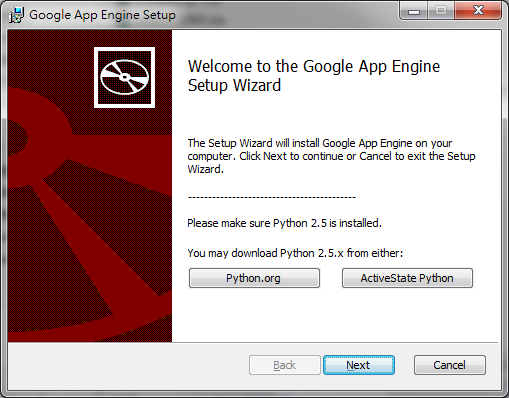 Google App Engine Setup
Welcome to the Google App Engine
Setup Wizard
The Setup Wizard will install Google App Engine on your
computer. Click Next to continue or Cancel to exit the Setup
Wizard.
-----------------------------------------
Please make sure Python 2.5 is installed.
You may download Python 2.5.x from either:
Python.org ActiveState Python
Back Next Cancel